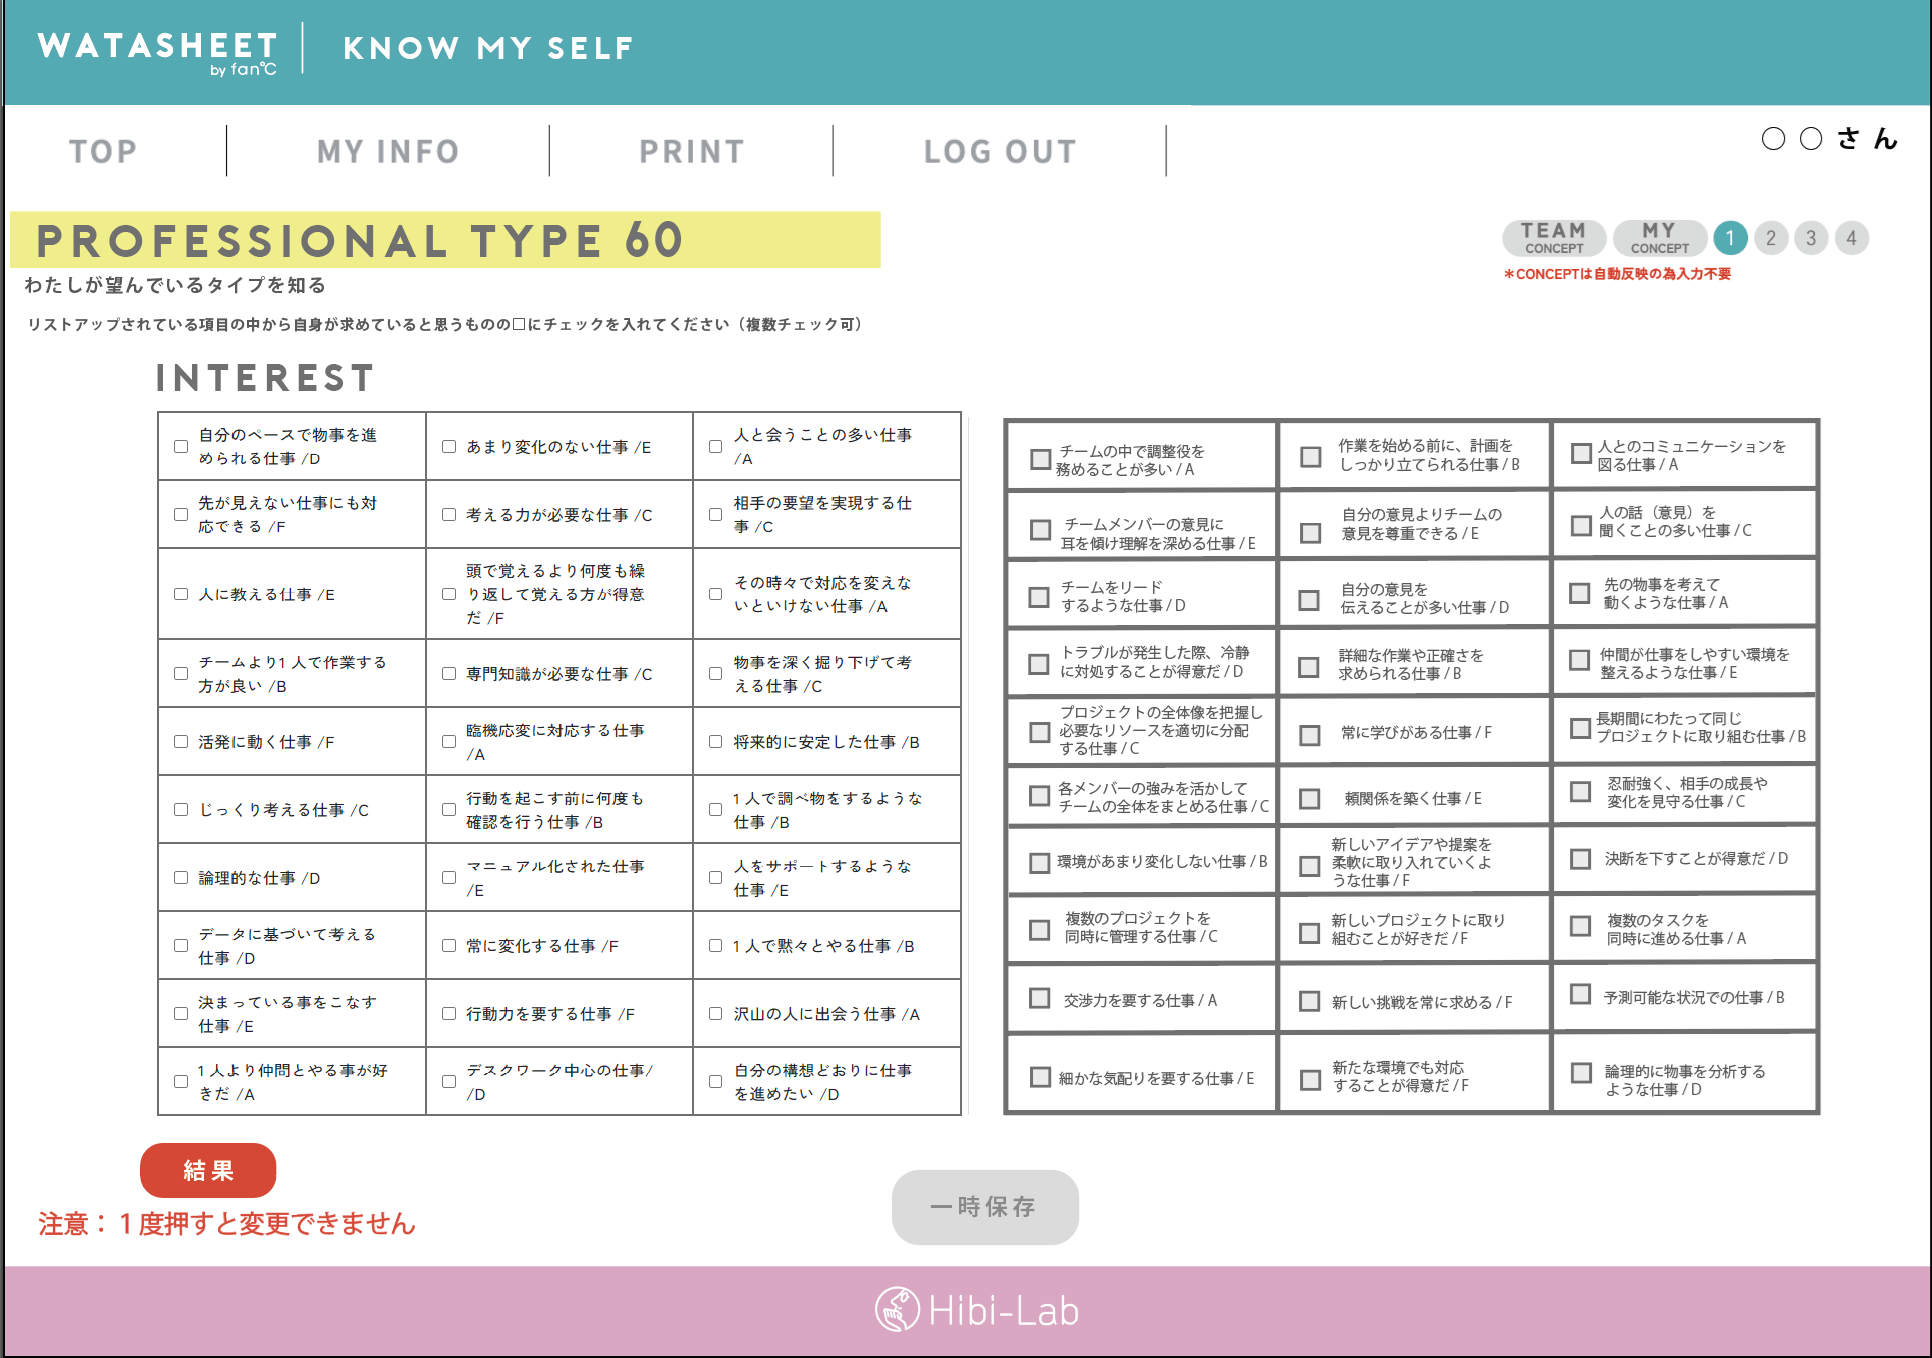 WATASHEET
by fan℃
KNOW MY SELF
TOP
MY INFO
PRINT
LOG OUT
〇〇さん
PROFESSIONAL TYPE 60
TEAM
CONCEPT
MY
CONCEPT
1
2
3
4
＊CONCEPTは自動反映の為入力不要
わたしが望んでいるタイプを知る
リストアップされている項目の中から自身が求めていると思うものの□にチェックを入れてください（複数チェック可）
INTEREST
自分のペースで物事を進
められる仕事 /D
あまり変化のない仕事 /E
人と会うことの多い仕事
/A
先が見えない仕事にも対
応できる /F
考える力が必要な仕事 /C
相手の要望を実現する仕
事 /C
人に教える仕事 /E
頭で覚えるより何度も繰
り返して覚える方が得意
だ /F
その時々で対応を変えな
いといけない仕事 /A
チームより1 人で作業する
方が良い /B
専門知識が必要な仕事 /C
物事を深く掘り下げて考
える仕事 /C
活発に動く仕事 /F
臨機応変に対応する仕事
/A
将来的に安定した仕事 /B
じっくり考える仕事 /C
行動を起こす前に何度も
確認を行う仕事 /B
1 人で調べ物をするような
仕事 /B
論理的な仕事 /D
マニュアル化された仕事
/E
人をサポートするような
仕事 /E
データに基づいて考える
仕事 /D
常に変化する仕事 /F
1 人で黙々とやる仕事 /B
決まっている事をこなす
仕事 /E
行動力を要する仕事 /F
沢山の人に出会う仕事 /A
1 人より仲間とやる事が好
きだ /A
デスクワーク中心の仕事/
/D
自分の構想どおりに仕事
を進めたい /D
チームの中で調整役を
務めることが多い / A
作業を始める前に、計画を
しっかり立てられる仕事 / B
人とのコミュニケーションを
図る仕事 / A
チームメンバーの意見に
耳を傾け理解を深める仕事 / E
自分の意見よりチームの
意見を尊重できる / E
人の話（意見）を
聞くことの多い仕事 / C
チームをリード
するような仕事 / D
自分の意見を
伝えることが多い仕事 / D
先の物事を考えて
動くような仕事 / A
トラブルが発生した際、冷静
に対処することが得意だ / D
詳細な作業や正確さを
求められる仕事 / B
仲間が仕事をしやすい環境を
整えるような仕事 / E
プロジェクトの全体像を把握し
必要なリソースを適切に分配
する仕事 / C
常に学びがある仕事 / F
長期間にわたって同じ
プロジェクトに取り組む仕事 / B
各メンバーの強みを活かして
チームの全体をまとめる仕事 / C
頼関係を築く仕事 / E
忍耐強く、相手の成長や
変化を見守る仕事 / C
環境があまり変化しない仕事 / B
新しいアイデアや提案を
柔軟に取り入れていくよ
うな仕事 / F
決断を下すことが得意だ / D
複数のプロジェクトを
同時に管理する仕事 / C
新しいプロジェクトに取り
組むことが好きだ / F
複数のタスクを
同時に進める仕事 / A
交渉力を要する仕事 / A
新しい挑戦を常に求める / F
予測可能な状況での仕事 / B
細かな気配りを要する仕事 / E
新たな環境でも対応
することが得意だ / F
論理的に物事を分析する
ような仕事 / D
結果
注意：１度押すと変更できません
一時保存
Hibi-Lab